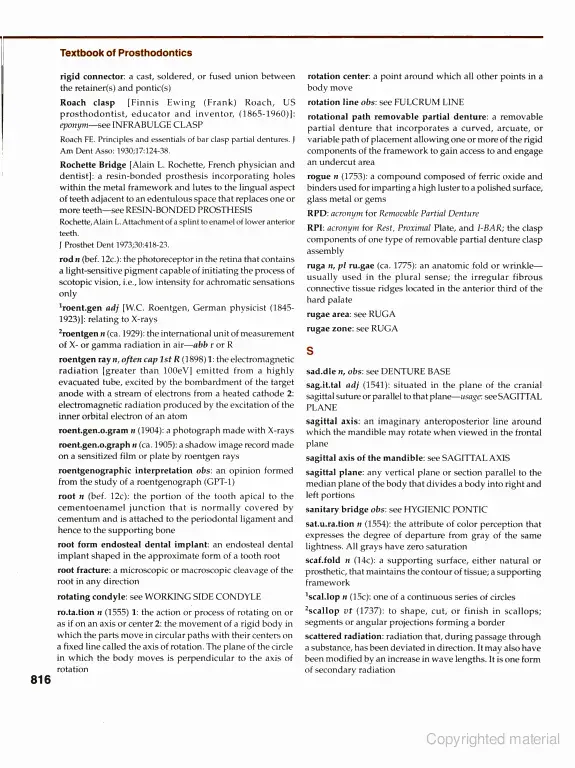 Textbook of Prosthodontics
rigid connector: a cast, soldered, or fused union between
the retainer(s) and pontic(s)
Roach clasp [Finnis Ewing (Frank) Roach, US
prosthodontist, educator and inventor, (1865-1960)]:
eponym—see INFRABULGE CLASP
Roach FE. Principles and essentials of bar clasp partial dentures. J
Am Dent Asso: 1930;17:124-38.
Rochette Bridge [Alain L. Rochette, French physician and
dentist]: a resin-bonded prosthesis incorporating holes
within the metal framework and lutes to the lingual aspect
of teeth adjacent to an edentulous space that replaces one or
more teeth—see RESIN-BONDED PROSTHESIS
Rochette, Alain L. Attachment of a splint to enamel of lower anterior
teeth.
J Prosthet Dent 1973;30:418-23.
rod n (bef. 12c.): the photoreceptor in the retina that contains
a light-sensitive pigment capable of initiating the process of
scotopic vision, i.e., low intensity for achromatic sensations
only
¹roent.gen adj [W.C. Roentgen, German physicist (1845-
1923)]: relating to X-rays
²roentgen n (ca. 1929): the international unit of measurement
of X- or gamma radiation in air—abb r or R
roentgen ray n, often cap 1st R (1898) 1: the electromagnetic
radiation [greater than 100eV] emitted from a highly
evacuated tube, excited by the bombardment of the target
anode with a stream of electrons from a heated cathode 2:
electromagnetic radiation produced by the excitation of the
inner orbital electron of an atom
roent.gen.o.gram n (1904): a photograph made with X-rays
roent.gen.o.graph n (ca. 1905): a shadow image record made
on a sensitized film or plate by roentgen rays
roentgenographic interpretation obs: an opinion formed
from the study of a roentgenograph (GPT-1)
root n (bef. 12c): the portion of the tooth apical to the
cementoenamel junction that is normally covered by
cementum and is attached to the periodontal ligament and
hence to the supporting bone
root form endosteal dental implant: an endosteal dental
implant shaped in the approximate form of a tooth root
root fracture: a microscopic or macroscopic cleavage of the
root in any direction
rotating condyle: see WORKING SIDE CONDYLE
ro.ta.tion n (1555) 1: the action or process of rotating on or
as if on an axis or center 2: the movement of a rigid body in
which the parts move in circular paths with their centers on
a fixed line called the axis of rotation. The plane of the circle
in which the body moves is perpendicular to the axis of
rotation
816
rotation center: a point around which all other points in a
body move
rotation line obs: see FULCRUM LINE
rotational path removable partial denture: a removable
partial denture that incorporates a curved, arcuate, or
variable path of placement allowing one or more of the rigid
components of the framework to gain access to and engage
an undercut area
rogue n (1753): a compound composed of ferric oxide and
binders used for imparting a high luster to a polished surface,
glass metal or gems
RPD: acronym for Removable Partial Denture
RPI: acronym for Rest, Proximal Plate, and I-BAR; the clasp
components of one type of removable partial denture clasp
assembly
ruga n, pl ru.gae (ca. 1775): an anatomic fold or wrinkle—
usually used in the plural sense; the irregular fibrous
connective tissue ridges located in the anterior third of the
hard palate
rugae area: see RUGA
rugae zone: see RUGA
S
sad.dle n, obs: see DENTURE BASE
sag.it.tal adj (1541): situated in the plane of the cranial
sagittal suture or parallel to that plane—usage: see SAGITTAL
PLANE
sagittal axis: an imaginary anteroposterior line around
which the mandible may rotate when viewed in the frontal
plane
sagittal axis of the mandible: see SAGITTAL AXIS
sagittal plane: any vertical plane or section parallel to the
median plane of the body that divides a body into right and
left portions
sanitary bridge obs: see HYGIENIC PONTIC
sat.u.ra.tion n (1554): the attribute of color perception that
expresses the degree of departure from gray of the same
lightness. All grays have zero saturation
scaf.fold n (14c): a supporting surface, either natural or
prosthetic, that maintains the contour of tissue; a supporting
framework
¹scal.lop n (15c): one of a continuous series of circles
²scallop vt (1737): to shape, cut, or finish in scallops;
segments or angular projections forming a border
scattered radiation: radiation that, during passage through
a substance, has been deviated in direction. It may also have
been modified by an increase in wave lengths. It is one form
of secondary radiation
Copyrighted material